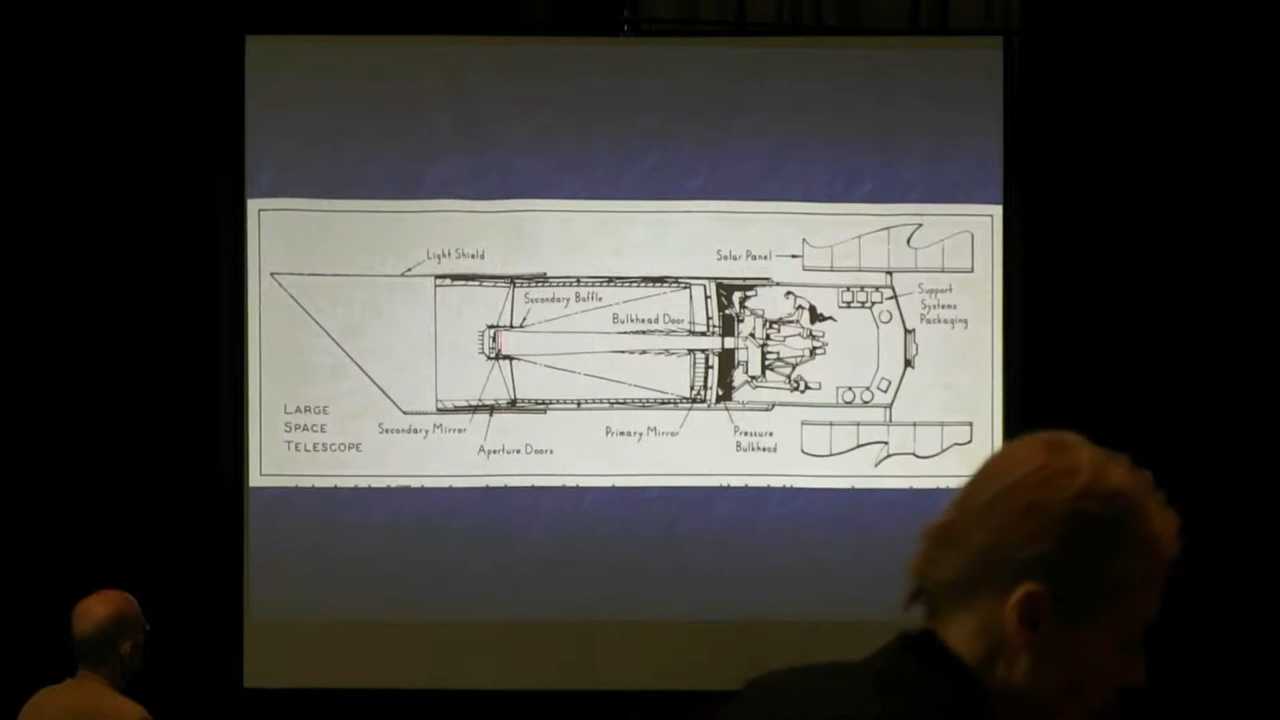 Light Shield
Solar Panel
Secondary Baffle
Support
Systems
Packaging
Bulkhead Door
LARGE
SPACE
TELESCOPE
Secondary Mirror
Aperture Doors
Primary Mirror
Pressure
Bulkhead